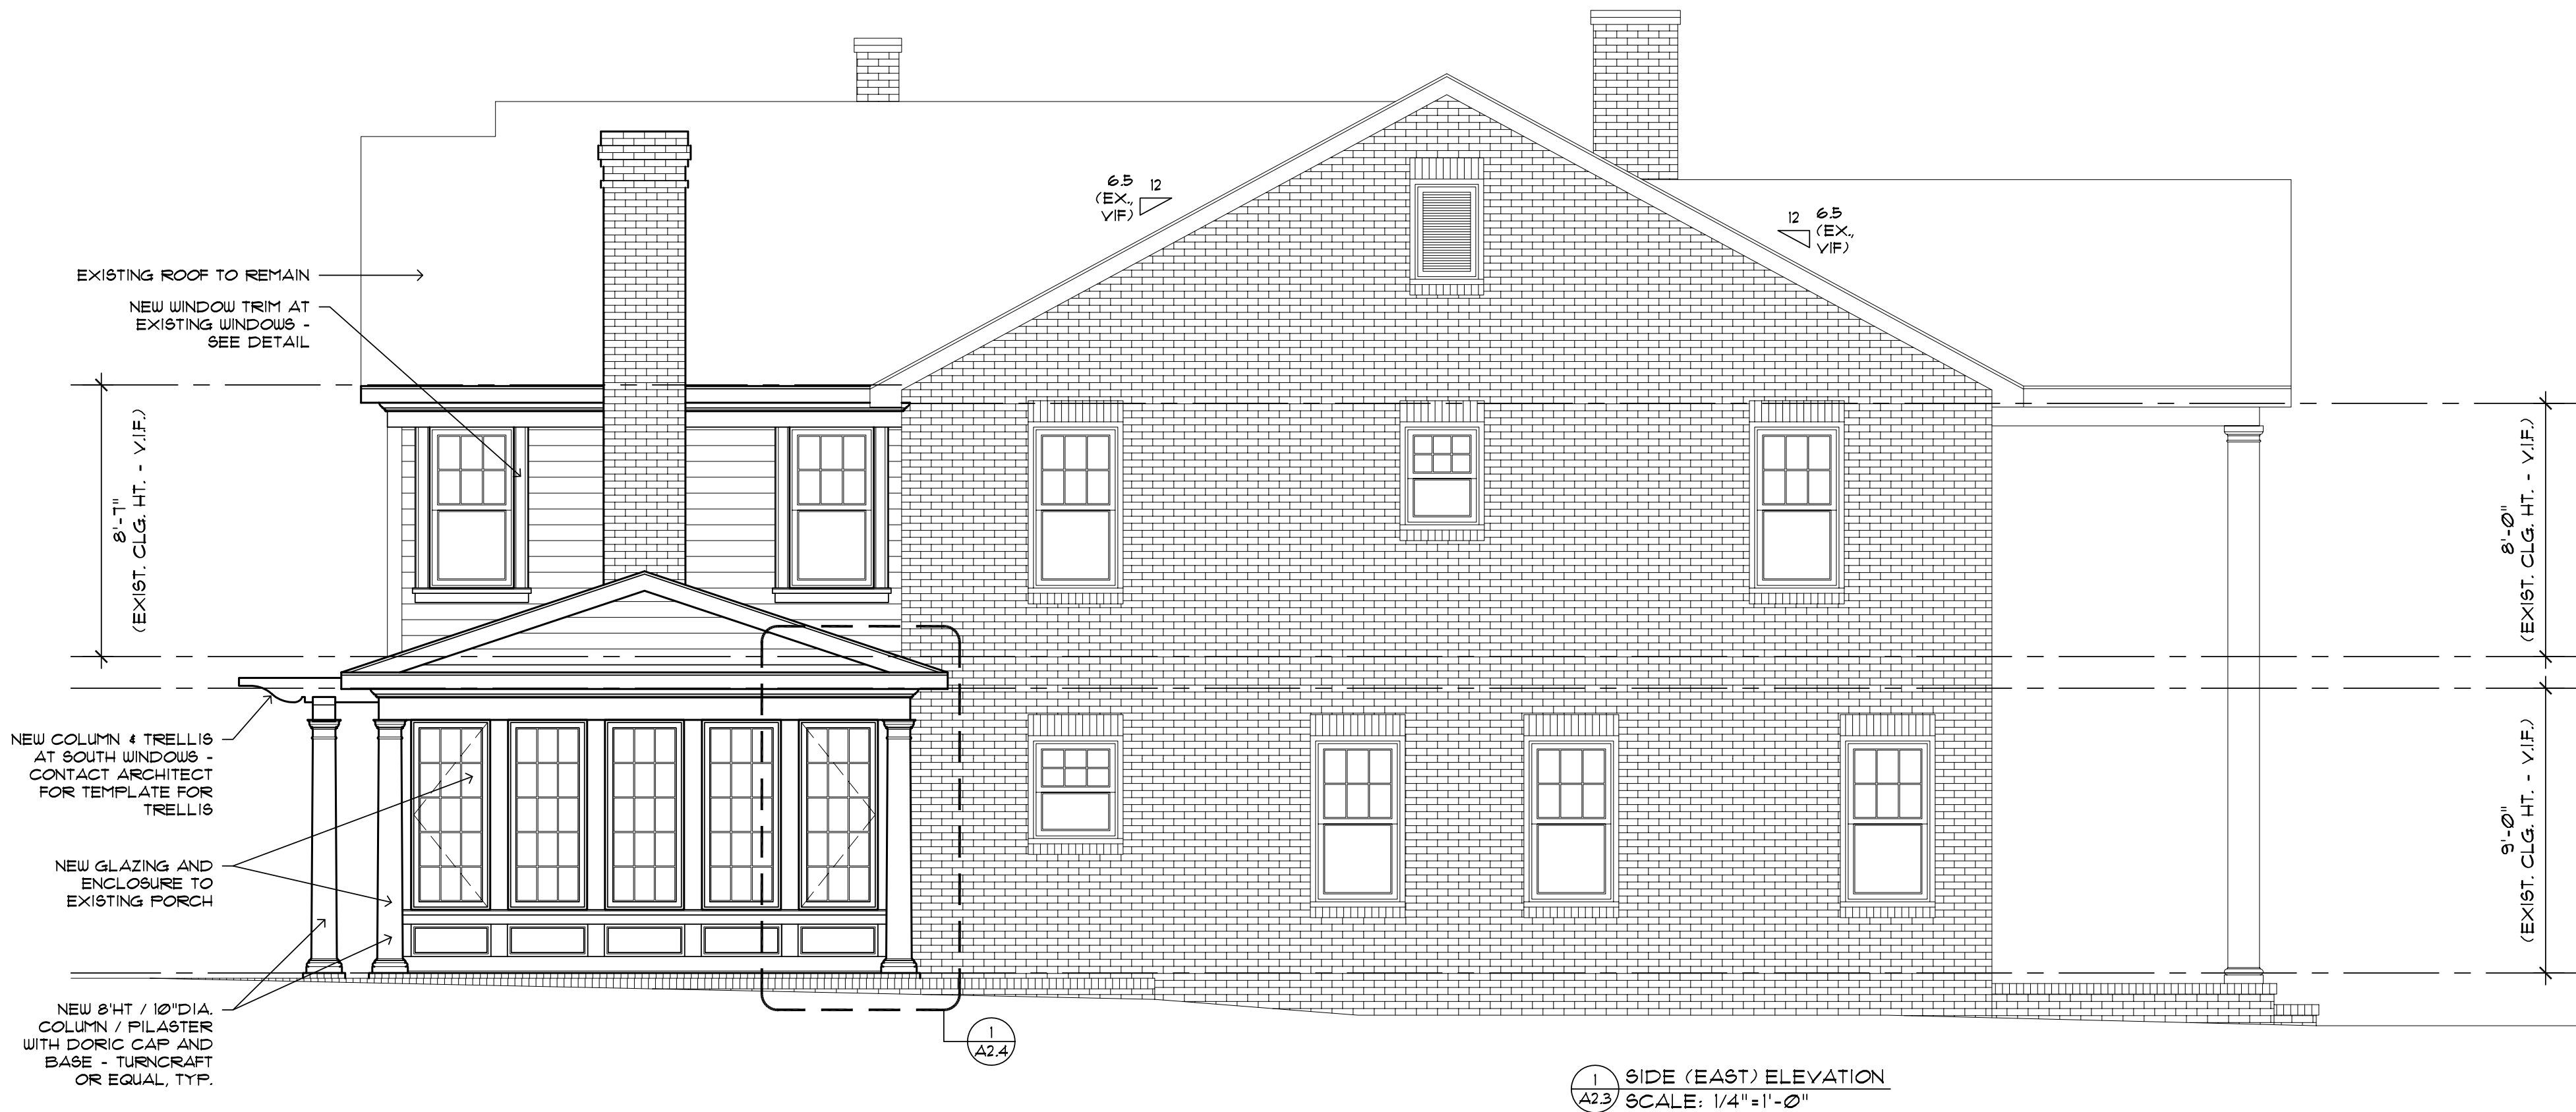 6.5
(EX.,
VIF)
12
12
6.5
(EX.,
VIF)
EXISTING ROOF TO REMAIN
NEW WINDOW TRIM AT
EXISTING WINDOWS -
SEE DETAIL
8'-7"
(EXIST. CLG. HT. - V.I.F.)
8'-0"
(EXIST. CLG. HT. - V.I.F.)
NEW COLUMN & TRELLIS
AT SOUTH WINDOWS -
CONTACT ARCHITECT
FOR TEMPLATE FOR
TRELLIS
9'-0"
(EXIST. CLG. HT. - V.I.F.)
NEW GLAZING AND
ENCLOSURE TO
EXISTING PORCH
NEW 8'HT / 10"DIA.
COLUMN / PILASTER
WITH DORIC CAP AND
BASE - TURNCRAFT
OR EQUAL, TYP.
1
A2.4
1
A2.3
SIDE (EAST) ELEVATION
SCALE: 1/4"=1'-0"